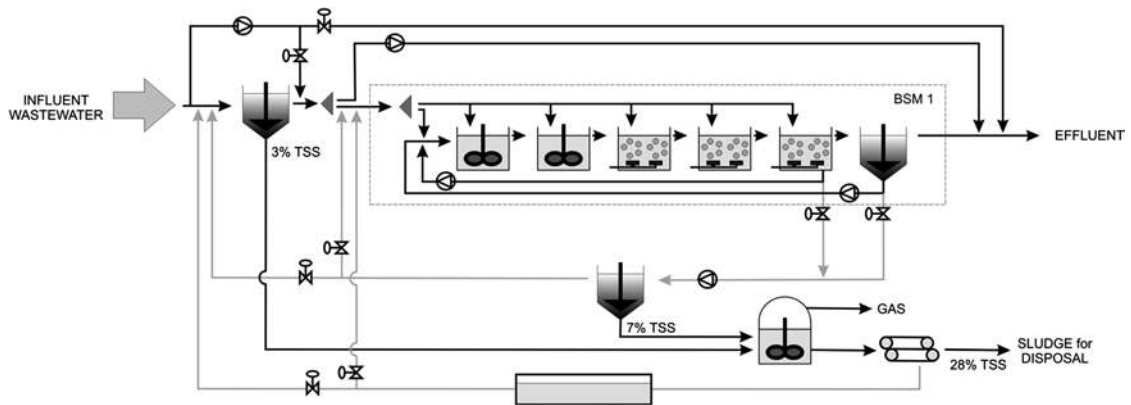 INFLUENT
WASTEWATER
BSM 1
EFFLUENT
3% TSS
7% TSS
GAS
SLUDGE for
DISPOSAL
28% TSS